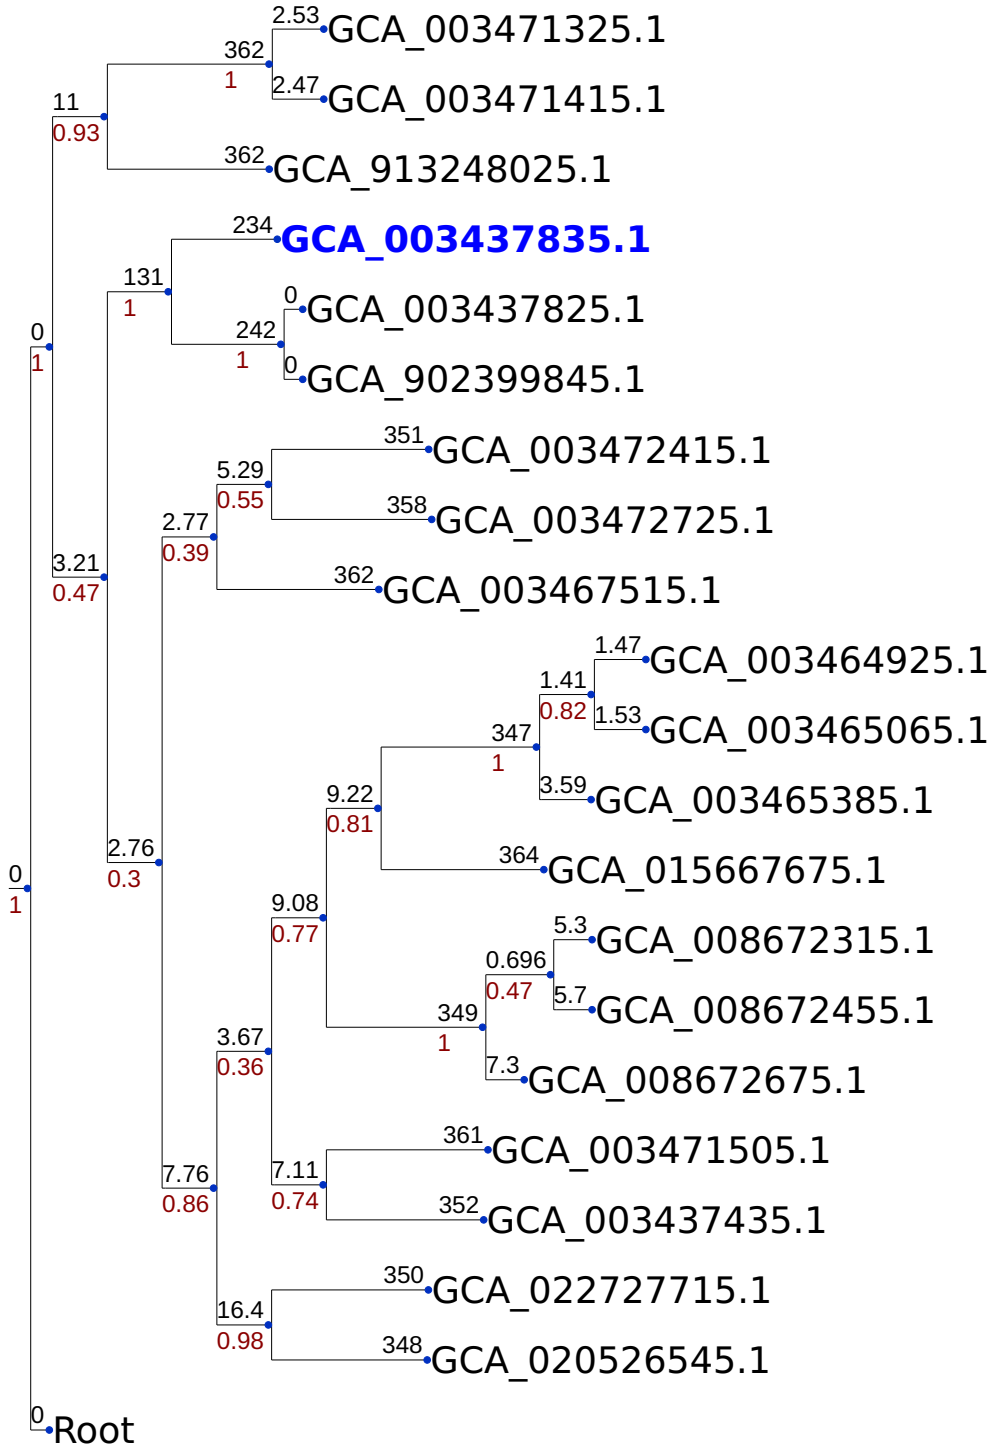 2.53
GCA_003471325.1
362
1
2.47
GCA_003471415.1
11
0.93
362
GCA_913248025.1
234
GCA_003437835.1
131
1
0
GCA_003437825.1
242
1
0
1
0
GCA_902399845.1
351
GCA_003472415.1
5.29
0.55
358
GCA_003472725.1
2.77
0.39
3.21
0.47
362
GCA_003467515.1
1.47
GCA_003464925.1
1.41
0.82
1.53
GCA_003465065.1
347
1
3.59
GCA_003465385.1
9.22
0.81
2.76
0.3
364
GCA_015667675.1
0
1
9.08
0.77
5.3
GCA_008672315.1
0.696
0.47
5.7
GCA_008672455.1
349
1
3.67
0.36
7.3
GCA_008672675.1
361
GCA_003471505.1
7.76
0.86
7.11
0.74
352
GCA_003437435.1
350
GCA_022727715.1
16.4
0.98
348
GCA_020526545.1
0
Root